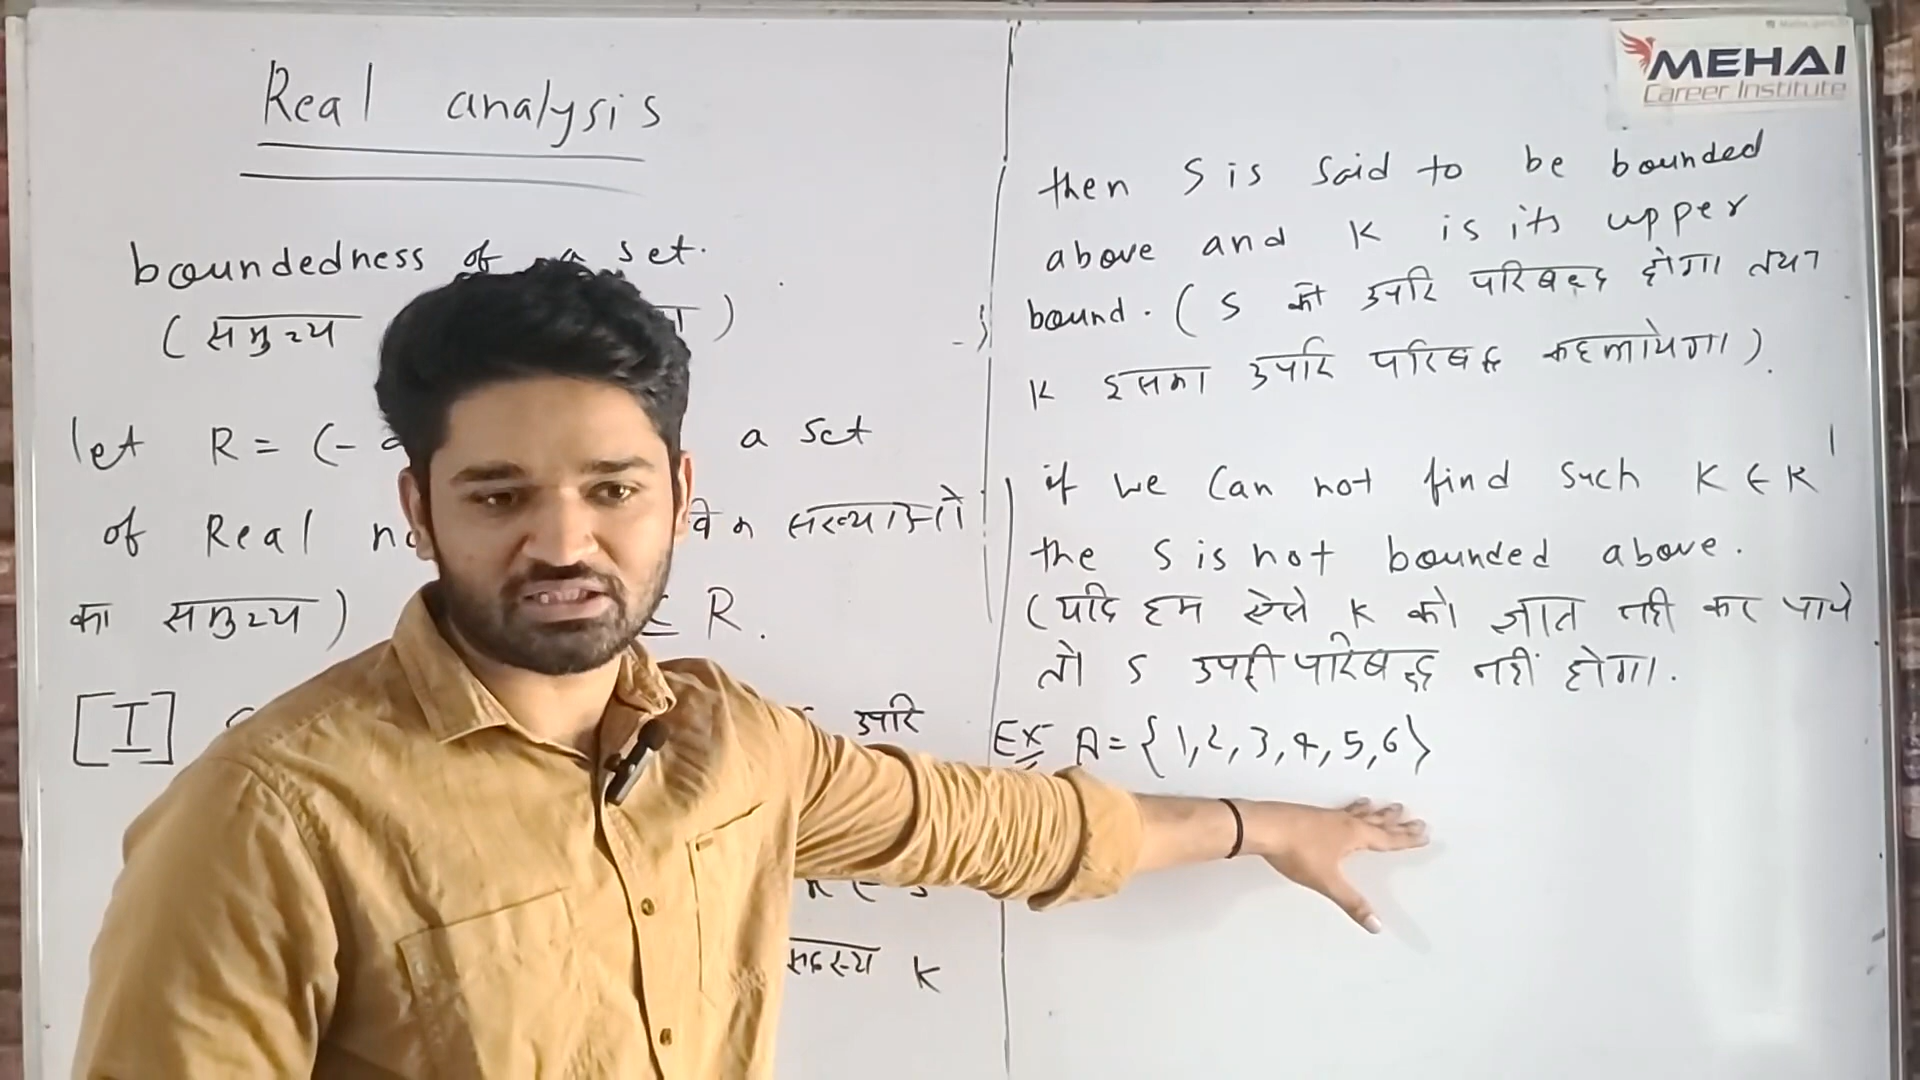 Real analysis
boundedness of a set.
(समुच्य
let R = (-
a set
of Real
संख्याओ
का समुच्य)
⊆ R.
[I]
उपरि
सदस्य K
MEHAI
Career Institute
then S is said to be bounded
above and K is its upper
bound. (S को उपरि परिबद्ध होगा तथा
K इसका उपरि परिबद्ध कहलायेगा).
if we can not find such K ∈ R
the S is not bounded above.
(यदि हम ऐसे K को ज्ञात नही कर पाये
तो S उपरी परिबद्ध नहीं होगा.
Ex A = {1,2,3,4,5,6}